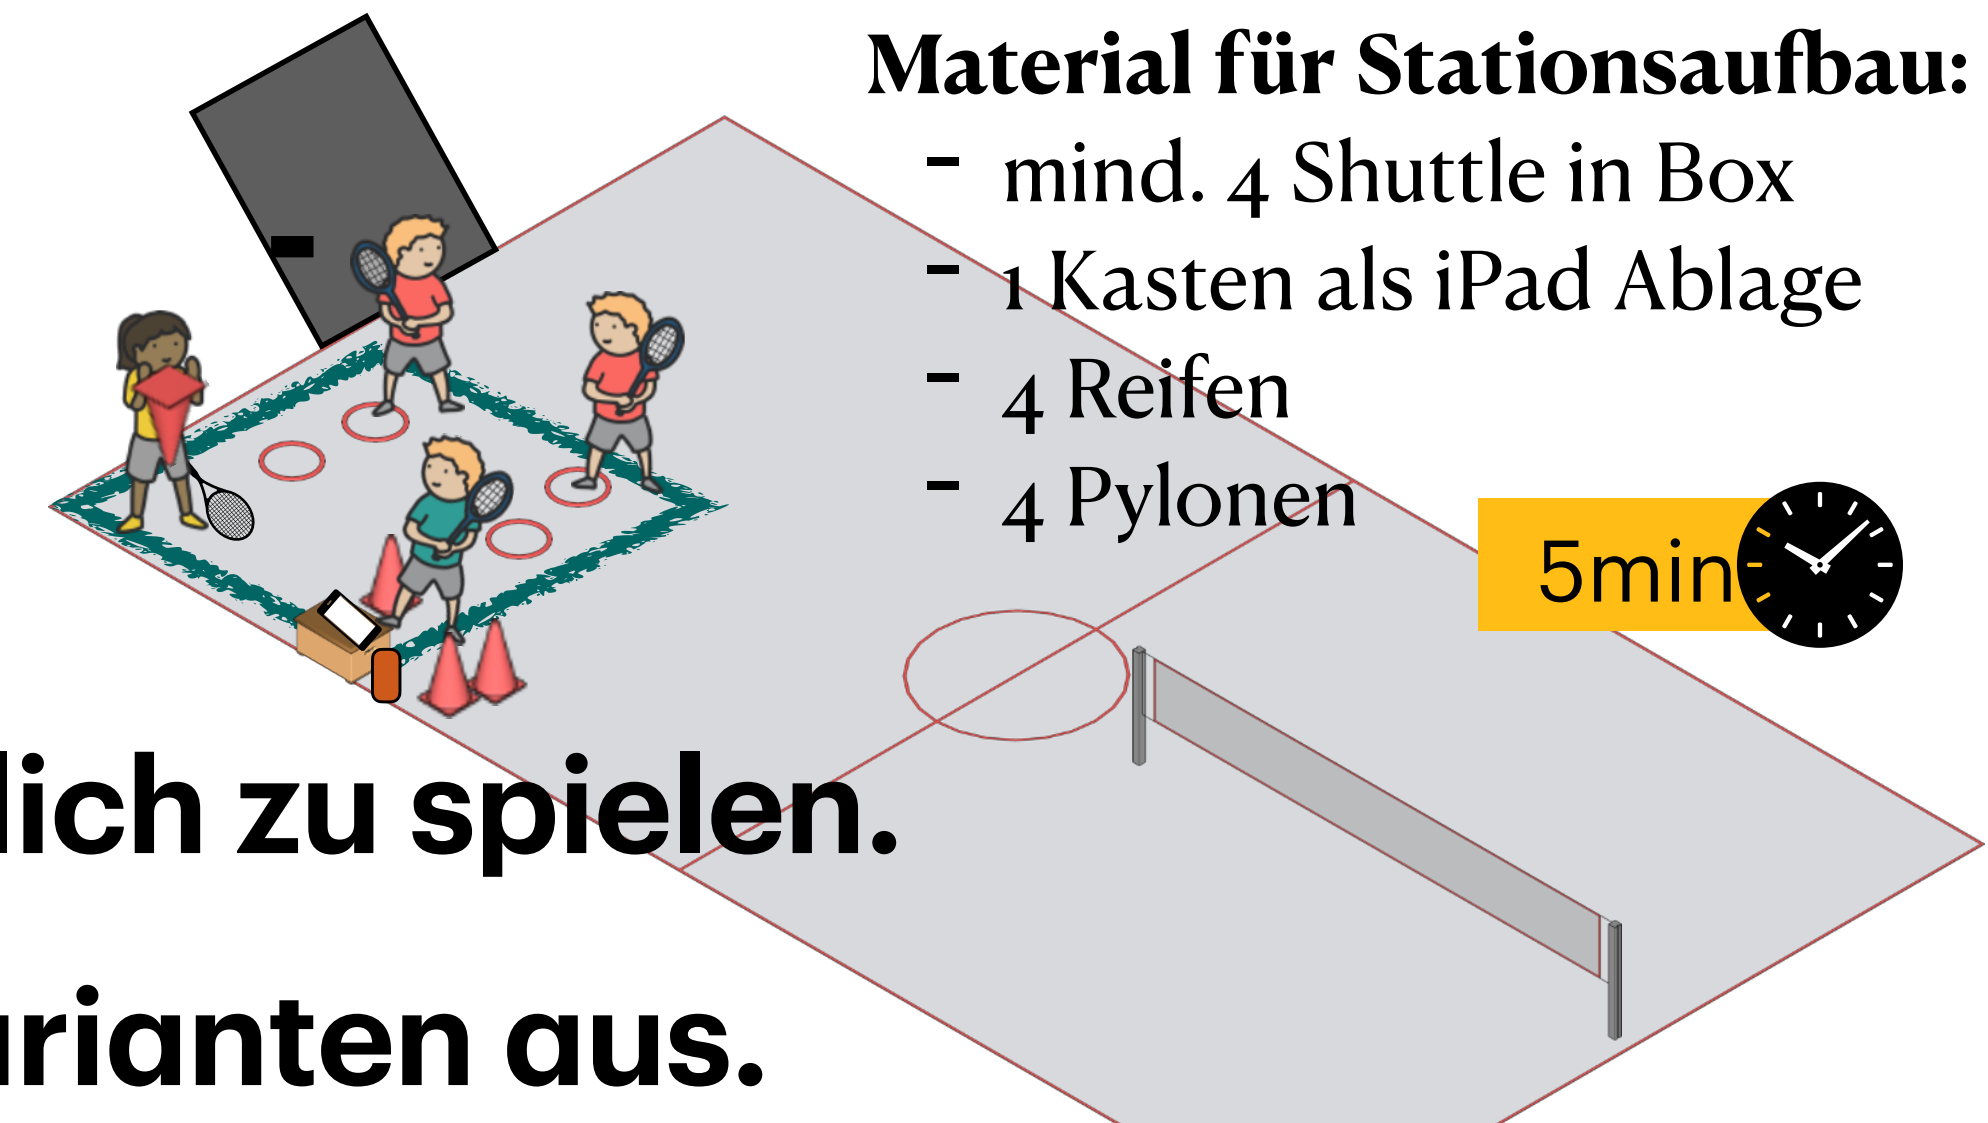 Material für Stationsaufbau:
- mind. 4 Shuttle in Box
- 1 Kasten als iPad Ablage
- 4 Reifen
- 4 Pylonen
5min
-
lich zu spielen.
arianten aus.